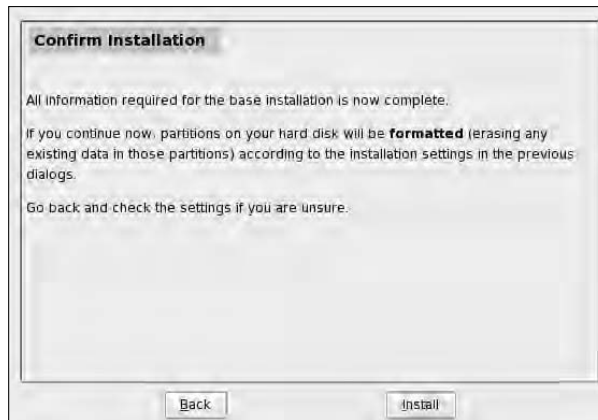 Confirm Installation
All information required for the base installation is now complete.
If you continue now, partitions on your hard disk will be formatted (erasing any
existing data in those partitions) according to the installation settings in the previous
dialogs.
Go back and check the settings if you are unsure.
Back
Install